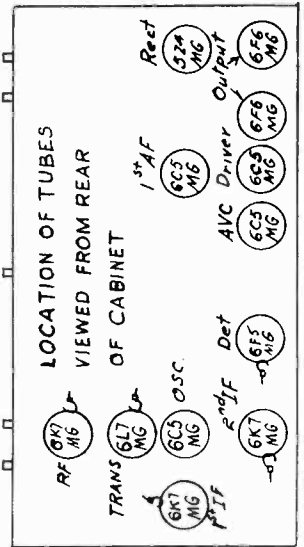 LOCATION OF TUBES
VIEWED FROM REAR
OF CABINET
RF
6K7
MG
TRANS
6L7
MG
6C5
MG
OSC.
6K7
MG
1st IF
2nd IF
6K7
MG
Det
6F5
MG
AVC
6C5
MG
Driver
6C5
MG
1st AF
6C5
MG
Rect
5Z4
MG
Output
6F6
MG
6F6
MG